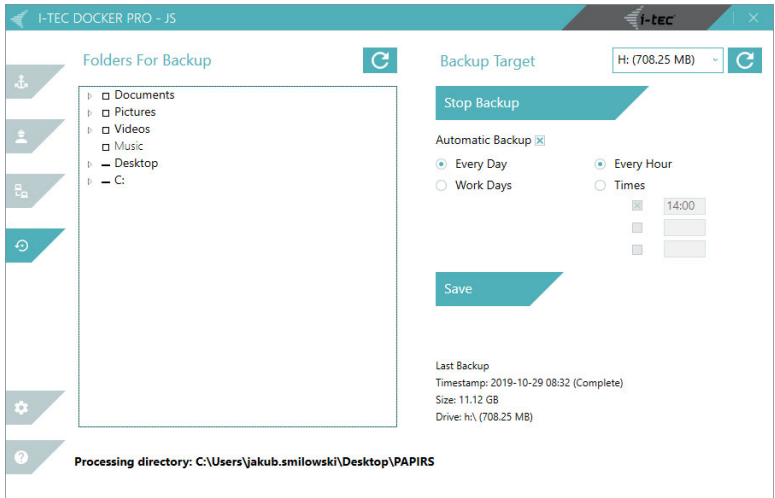 I-TEC DOCKER PRO - JS
i-tec
Folders For Backup
Documents
Pictures
Videos
Music
Desktop
C:
Backup Target
H: (708.25 MB)
Stop Backup
Automatic Backup
Every Day
Every Hour
Work Days
Times
14:00
Save
Last Backup
Timestamp: 2019-10-29 08:32 (Complete)
Size: 11.12 GB
Drive: h:\ (708.25 MB)
Processing directory: C:\Users\jakub.smilowski\Desktop\PAPIRS